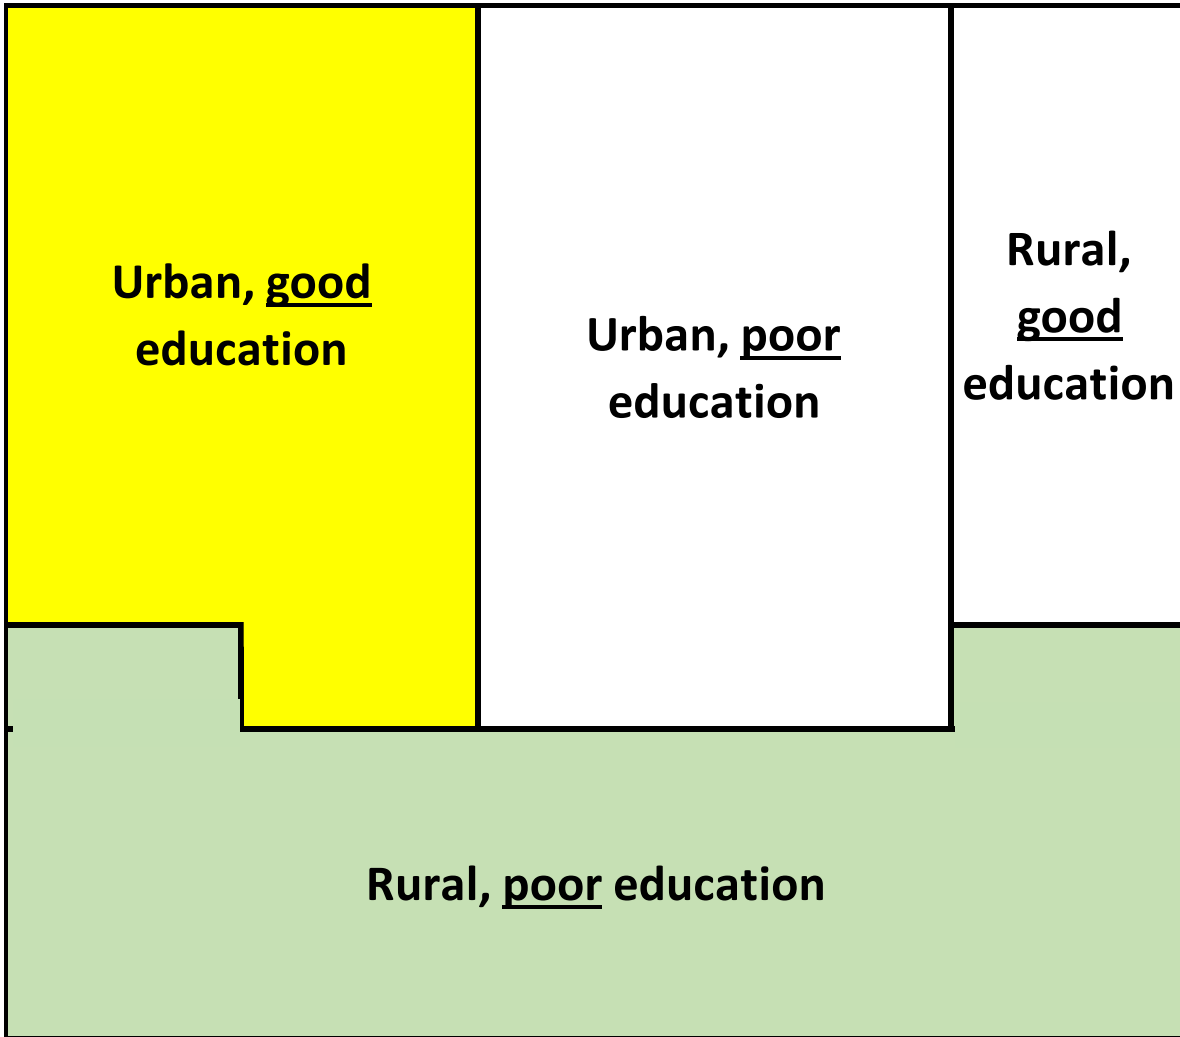 Urban, good
education
Urban, poor
education
Rural,
good
education
Rural, poor education